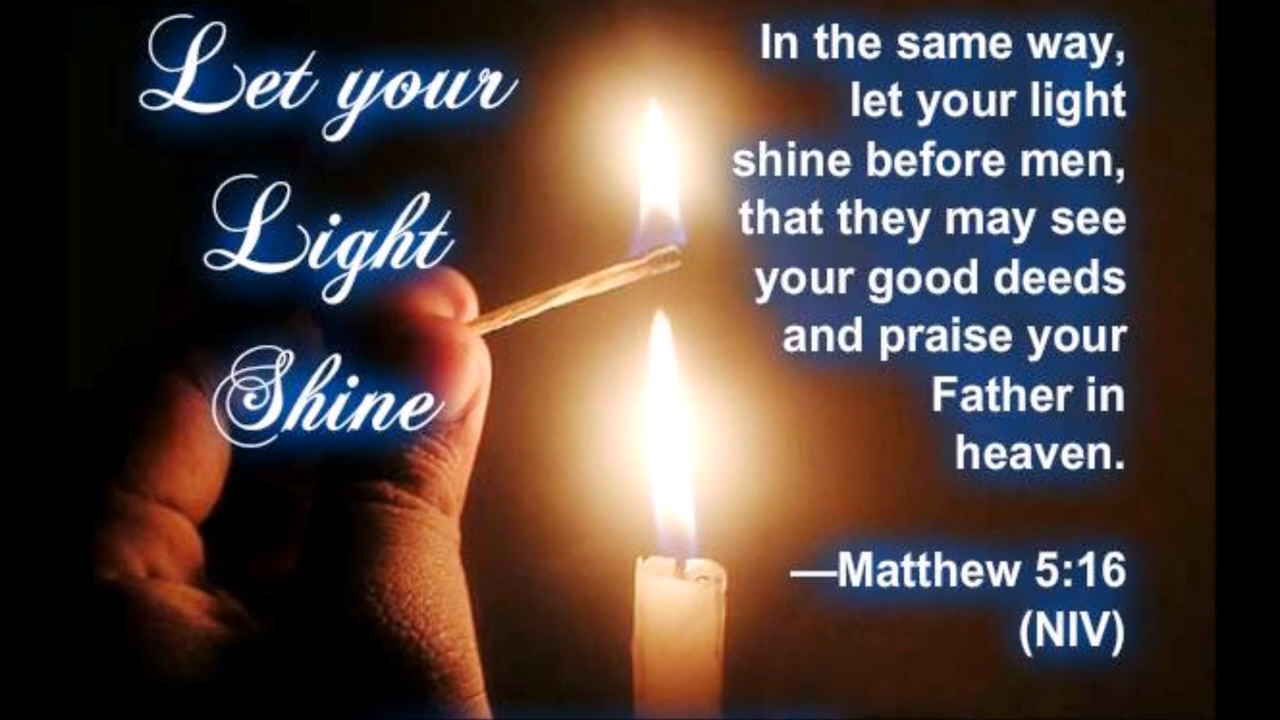 Let your
Light
Shine
In the same way,
let your light
shine before men,
that they may see
your good deeds
and praise your
Father in
heaven.
—Matthew 5:16
(NIV)